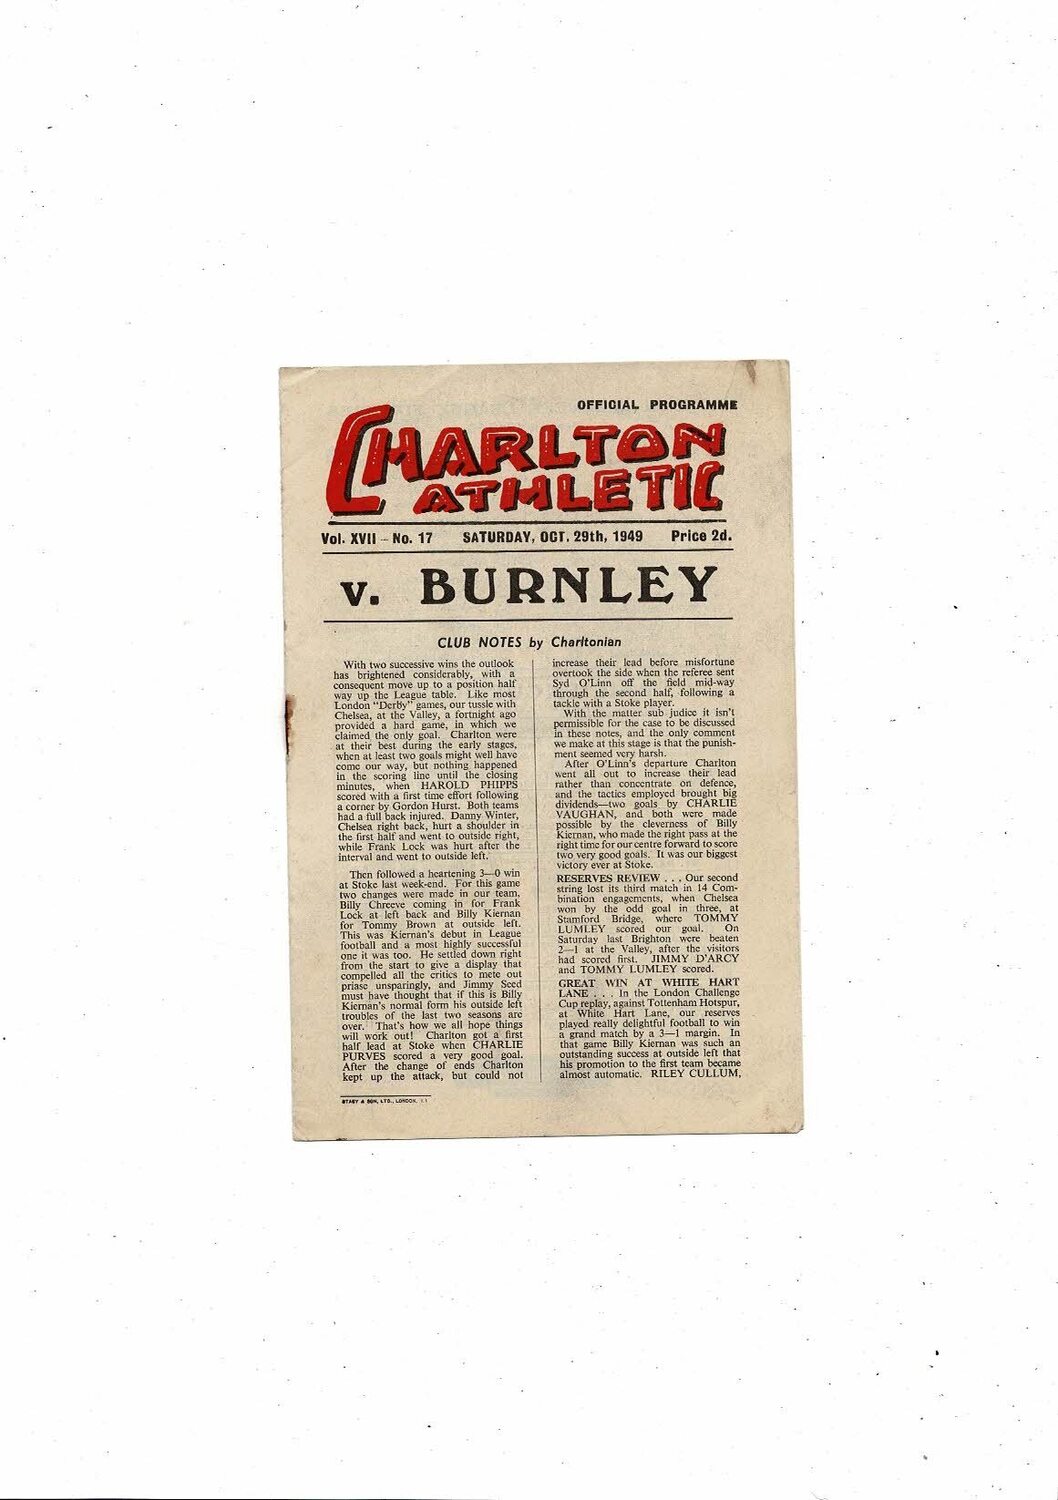 OFFICIAL PROGRAMME
CHARLTON
ATHLETIC
Vol. XVII – No. 17 SATURDAY, OCT. 29th, 1949 Price 2d.
v. BURNLEY
CLUB NOTES by Charltonian
With two successive wins the outlook
has brightened considerably, with a
consequent move up to a position half
way up the League table. Like most
London "Derby" games, our tussle with
Chelsea, at the Valley, a fortnight ago
provided a hard game, in which we
claimed the only goal. Charlton were
at their best during the early stages,
when at least two goals might well have
come our way, but nothing happened
in the scoring line until the closing
minutes, when HAROLD PHIPPS
scored with a first time effort following
a corner by Gordon Hurst. Both teams
had a full back injured. Danny Winter,
Chelsea right back, hurt a shoulder in
the first half and went to outside right,
while Frank Lock was hurt after the
interval and went to outside left.
Then followed a heartening 3—0 win
at Stoke last week-end. For this game
two changes were made in our team,
Billy Chreeve coming in for Frank
Lock at left back and Billy Kiernan
for Tommy Brown at outside left.
This was Kiernan's debut in League
football and a most highly successful
one it was too. He settled down right
from the start to give a display that
compelled all the critics to mete out
priase unsparingly, and Jimmy Seed
must have thought that if this is Billy
Kiernan's normal form his outside left
troubles of the last two seasons are
over. That's how we all hope things
will work out! Charlton got a first
half lead at Stoke when CHARLIE
PURVES scored a very good goal.
After the change of ends Charlton
kept up the attack, but could not
increase their lead before misfortune
overtook the side when the referee sent
Syd O'Linn off the field mid-way
through the second half, following a
tackle with a Stoke player.
With the matter sub judice it isn't
permissible for the case to be discussed
in these notes, and the only comment
we make at this stage is that the punish-
ment seemed very harsh.
After O'Linn's departure Charlton
went all out to increase their lead
rather than concentrate on defence,
and the tactics employed brought big
dividends—two goals by CHARLIE
VAUGHAN, and both were made
possible by the cleverness of Billy
Kiernan, who made the right pass at the
right time for our centre forward to score
two very good goals. It was our biggest
victory ever at Stoke.
RESERVES REVIEW . . . Our second
string lost its third match in 14 Com-
bination engagements, when Chelsea
won by the odd goal in three, at
Stamford Bridge, where TOMMY
LUMLEY scored our goal. On
Saturday last Brighton were beaten
2—1 at the Valley, after the visitors
had scored first. JIMMY D'ARCY
and TOMMY LUMLEY scored.
GREAT WIN AT WHITE HART
LANE . . . In the London Challenge
Cup replay, against Tottenham Hotspur,
at White Hart Lane, our reserves
played really delightful football to win
a grand match by a 3—1 margin. In
that game Billy Kiernan was such an
outstanding success at outside left that
his promotion to the first team became
almost automatic. RILEY CULLUM,
& SON, LTD., LONDON,